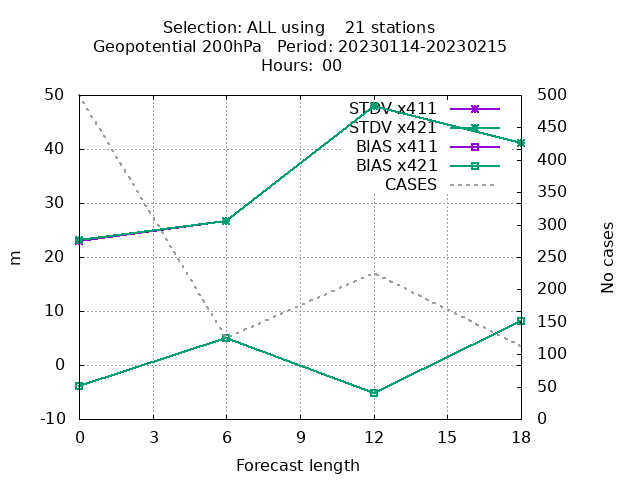 Selection: ALL using    21 stations
Geopotential 200hPa   Period: 20230114-20230215
Hours: 00
50 500
STDV x411
STDV x421 450
40 BIAS x411 400
BIAS x421
CASES 350
30 300
250
20 200
m No cases
10 150
100
0 50
-10 0
0 3 6 9 12 15 18
Forecast length